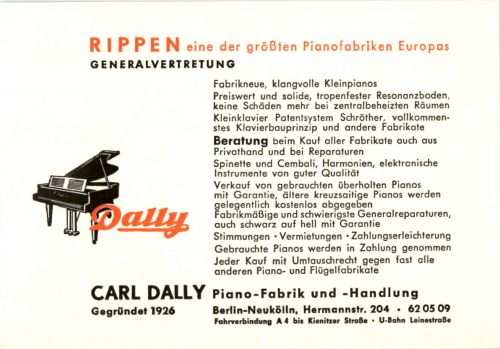 RIPPEN eine der größten Pianofabriken Europas
GENERALVERTRETUNG
Fabrikneue, klangvolle Kleinpianos
Preiswert und solide, tropenfester Resonanzboden,
keine Schäden mehr bei zentralbeheizten Räumen
Kleinklavier Patentsystem Schröther, vollkommen-
stes Klavierbauprinzip und andere Fabrikate
Beratung beim Kauf aller Fabrikate auch aus
Privathand und bei Reparaturen
Spinette und Cembali, Harmonien, elektronische
Instrumente von guter Qualität
Verkauf von gebrauchten überholten Pianos
mit Garantie, ältere kreuzsaitige Pianos werden
gelegentlich kostenlos abgegeben
Fabrikmäßige und schwierigste Generalreparaturen,
auch schwarz auf hell mit Garantie
Stimmungen · Vermietungen · Zahlungserleichterung
Gebrauchte Pianos werden in Zahlung genommen
Jeder Kauf mit Umtauschrecht gegen fast alle
anderen Piano- und Flügelfabrikate
Dally
CARL DALLY Piano-Fabrik und -Handlung
Gegründet 1926 Berlin-Neukölln, Hermannstr. 204 · 62 05 09
Fahrverbindung A 4 bis Kienitzer Straße · U-Bahn Leinestraße